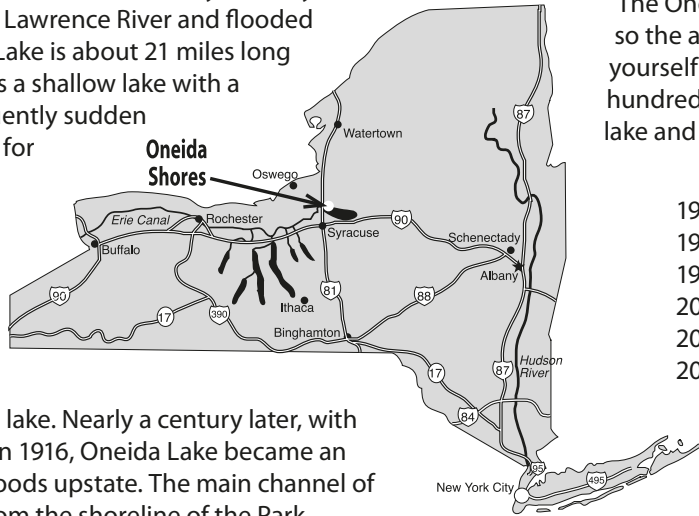 Lawrence River and flooded
Lake is about 21 miles long
s a shallow lake with a
ently sudden
for
The One
so the a
yourself
hundred
lake and
19
19
19
20
20
20
Oneida
Shores
87
Watertown
Oswego
Erie Canal
Rochester
90
Syracuse
Schenectady
Buffalo
Albany
90
17
390
Ithaca
81
88
Binghamton
17
87
Hudson
River
84
95
New York City
495
lake. Nearly a century later, with
n 1916, Oneida Lake became an
oods upstate. The main channel of
om the shoreline of the Park